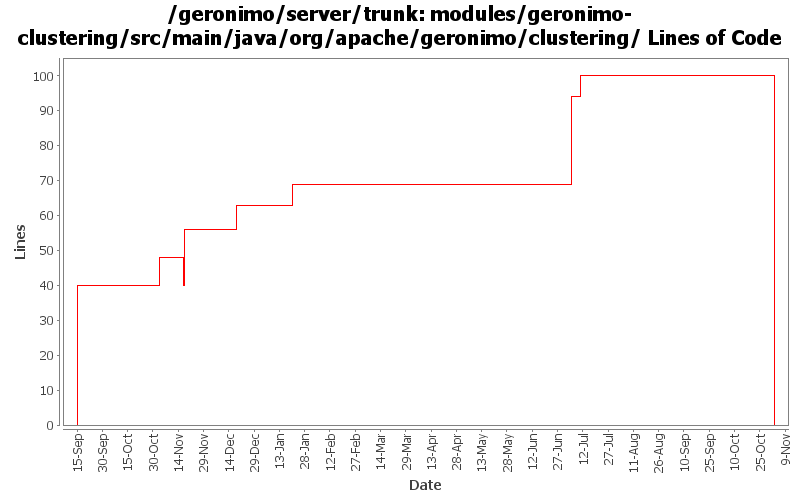 /geronimo/server/trunk: modules/geronimo-
clustering/src/main/java/org/apache/geronimo/clustering/ Lines of Code
100
90
80
70
60
50
40
30
20
10
0
Lines
15-Sep
30-Sep
15-Oct
30-Oct
14-Nov
29-Nov
14-Dec
29-Dec
13-Jan
28-Jan
12-Feb
27-Feb
14-Mar
29-Mar
13-Apr
28-Apr
13-May
28-May
12-Jun
27-Jun
12-Jul
27-Jul
11-Aug
26-Aug
10-Sep
25-Sep
10-Oct
25-Oct
9-Nov
Date